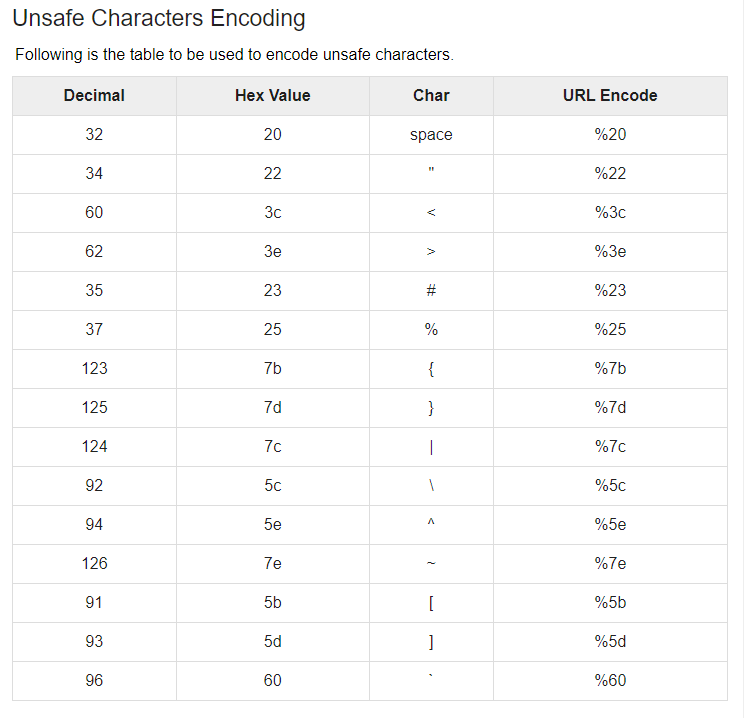 Unsafe Characters Encoding
Following is the table to be used to encode unsafe characters.
Decimal Hex Value Char URL Encode
32 20 space %20
34 22 " %22
60 3c < %3c
62 3e > %3e
35 23 # %23
37 25 % %25
123 7b { %7b
125 7d } %7d
124 7c | %7c
92 5c \ %5c
94 5e ^ %5e
126 7e ~ %7e
91 5b [ %5b
93 5d ] %5d
96 60 ` %60